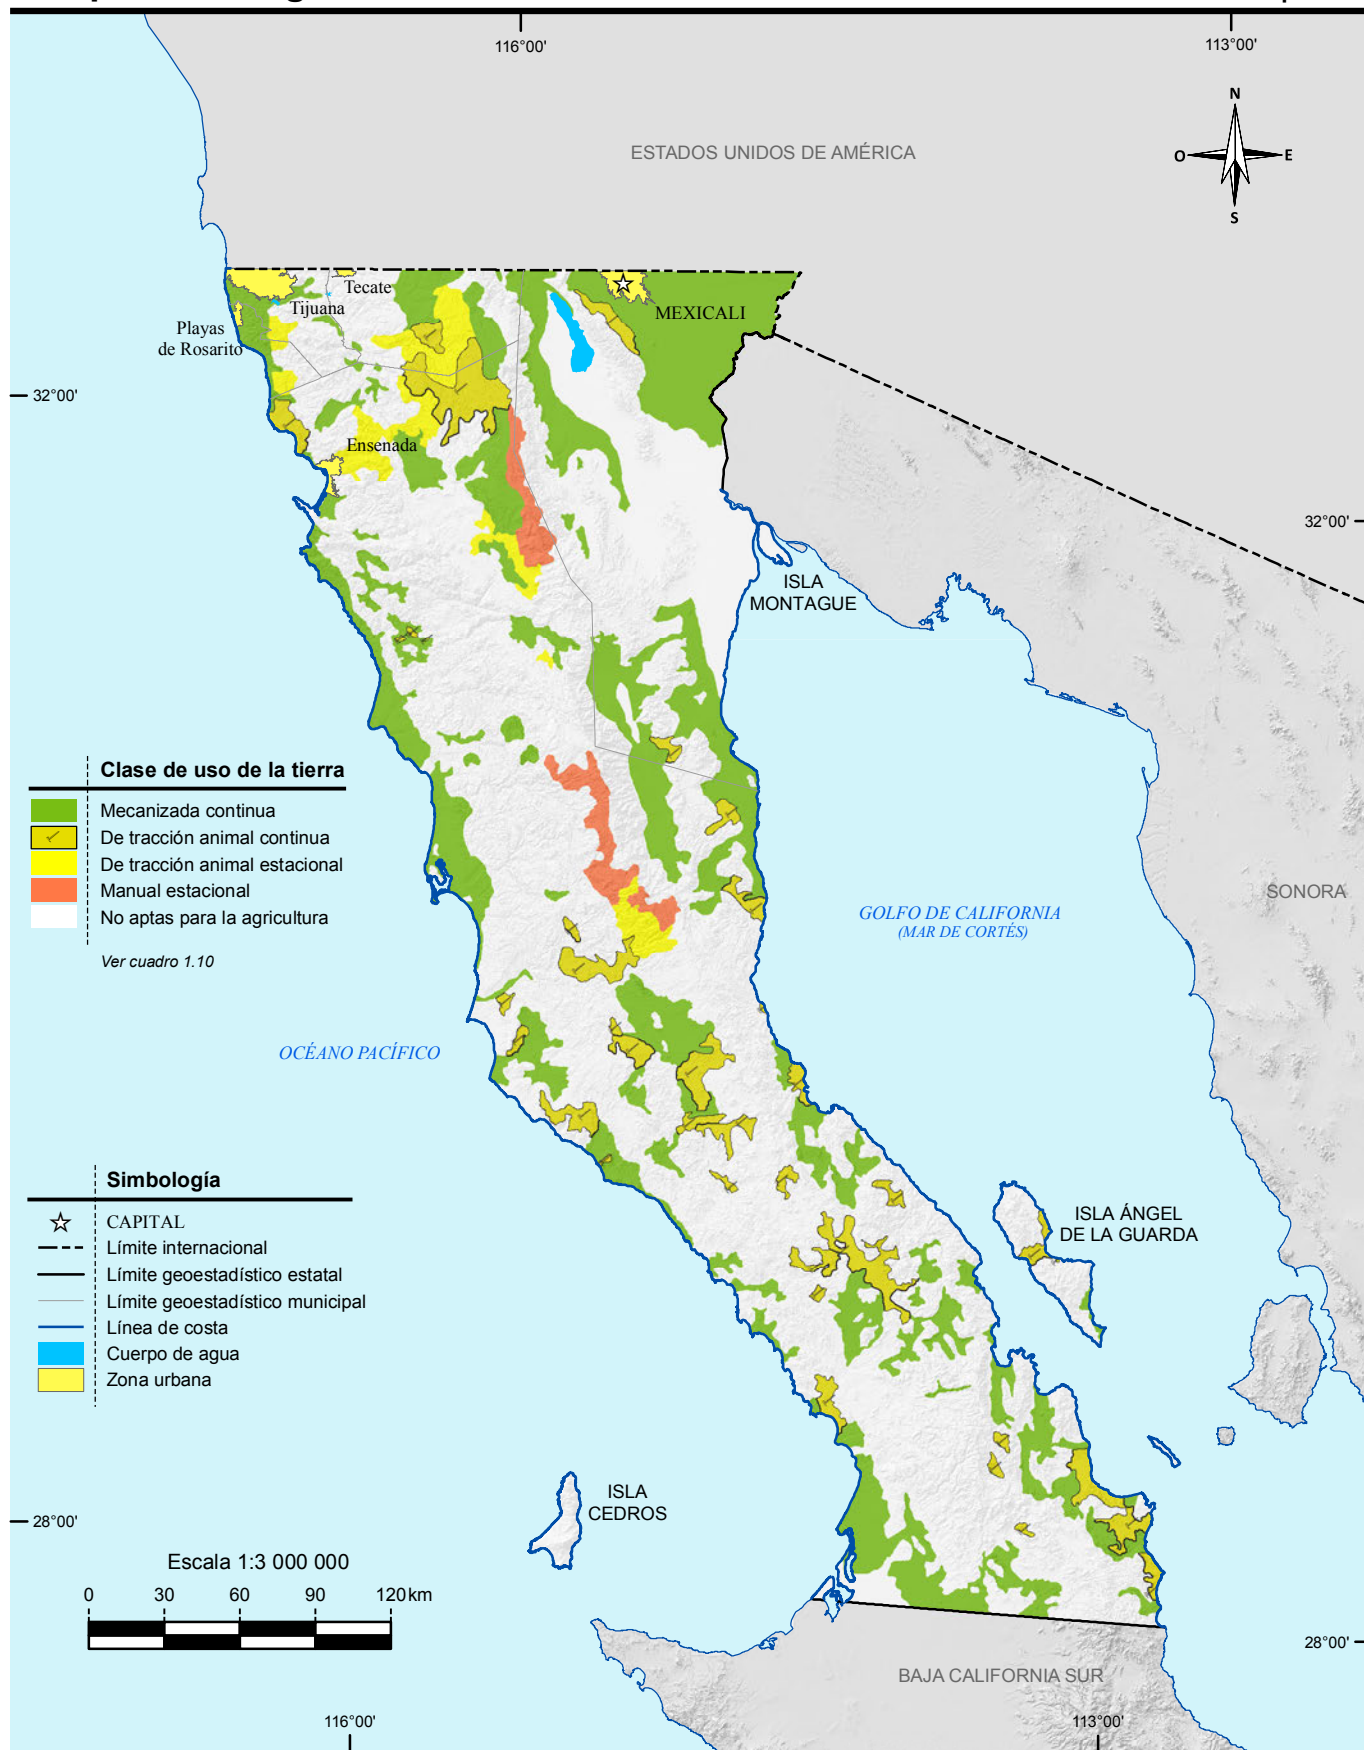 116°00'
113°00'
N
O
E
S
ESTADOS UNIDOS DE AMÉRICA
Tecate
Tijuana
MEXICALI
Playas
de Rosarito
32°00'
Ensenada
32°00'
ISLA
MONTAGUE
Clase de uso de la tierra
Mecanizada continua
De tracción animal continua
De tracción animal estacional
Manual estacional
No aptas para la agricultura
Ver cuadro 1.10
SONORA
GOLFO DE CALIFORNIA
(MAR DE CORTÉS)
OCÉANO PACÍFICO
Simbología
CAPITAL
Límite internacional
Límite geoestadístico estatal
Límite geoestadístico municipal
Línea de costa
Cuerpo de agua
Zona urbana
ISLA ÁNGEL
DE LA GUARDA
ISLA
CEDROS
28°00'
Escala 1:3 000 000
0 30 60 90 120 km
28°00'
BAJA CALIFORNIA SUR
116°00'
113°00'